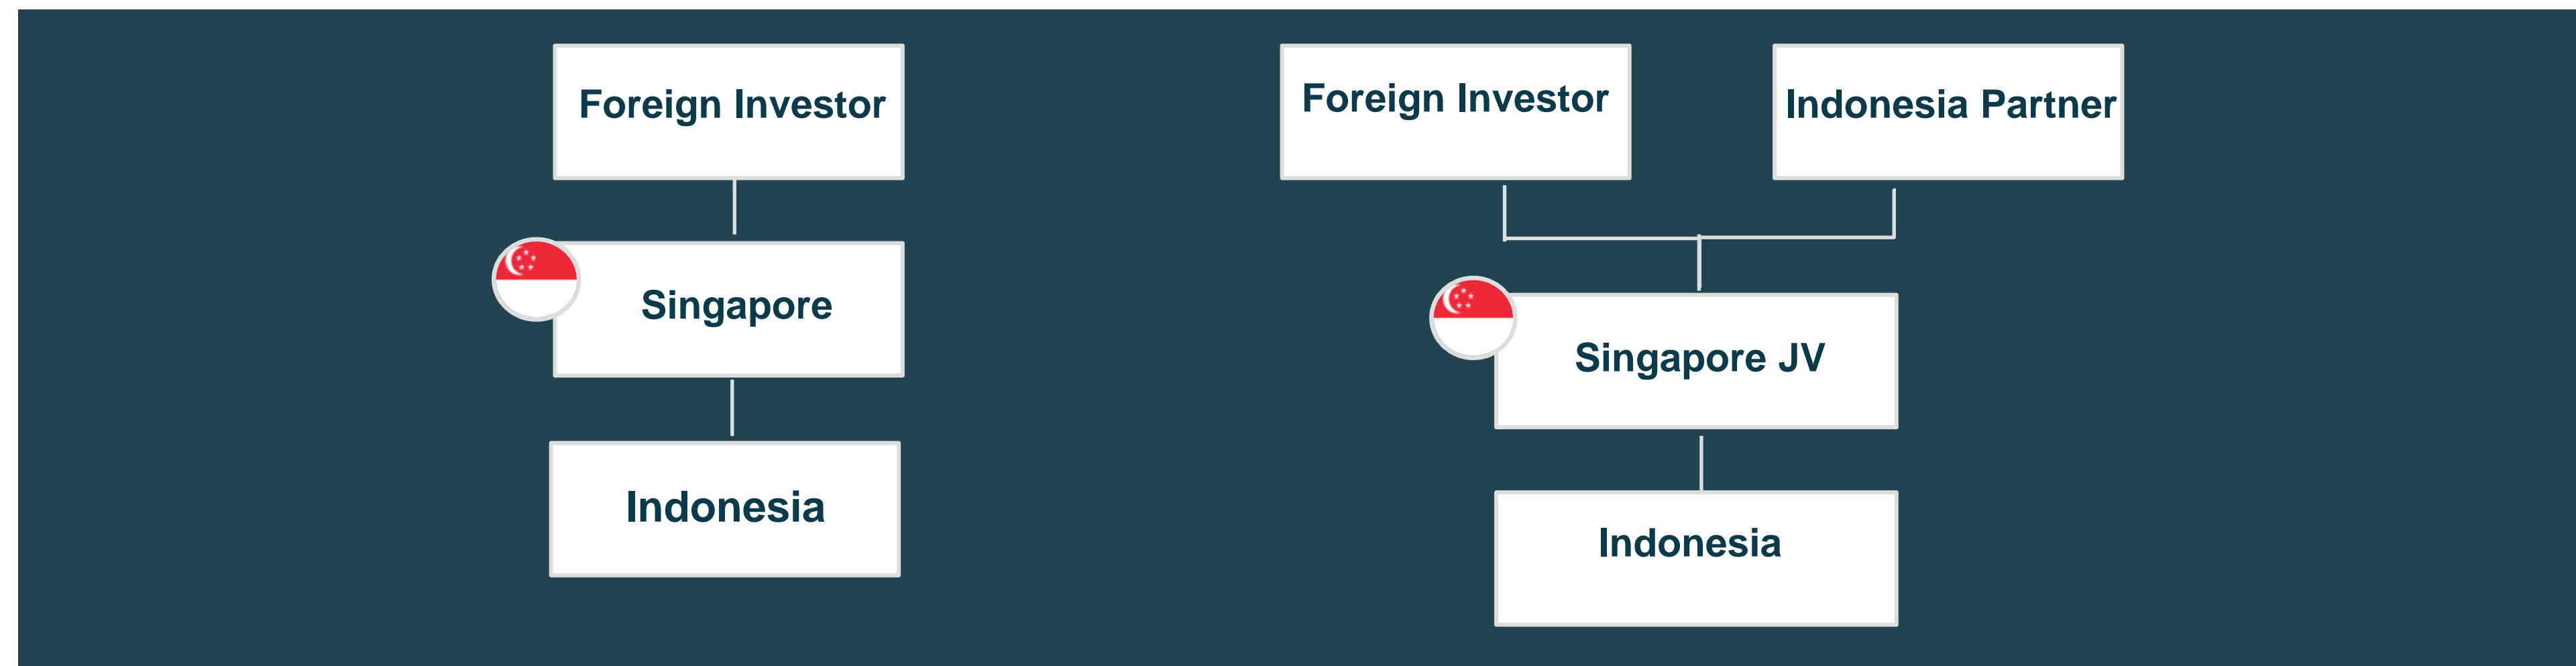 Foreign Investor
Singapore
Indonesia
Foreign Investor
Indonesia Partner
Singapore JV
Indonesia